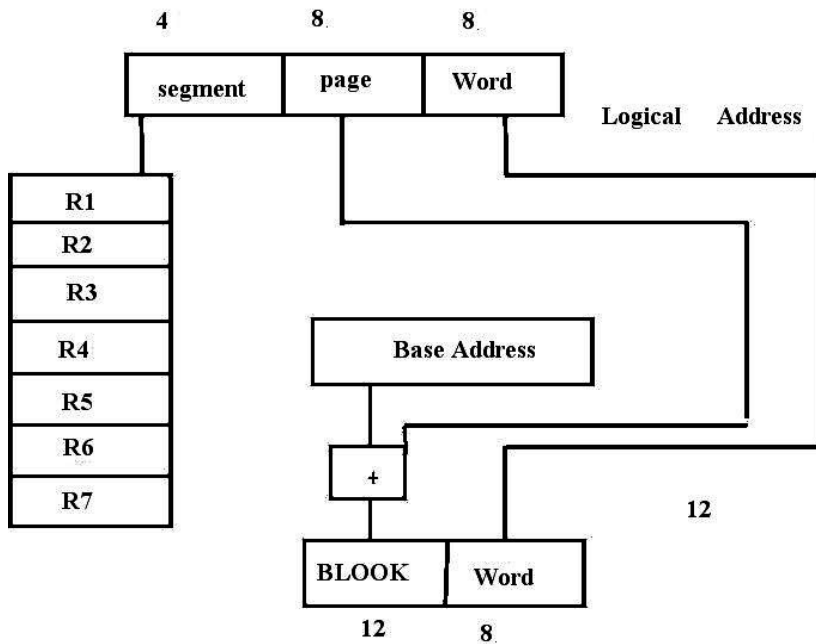 4 8 8
segment page Word
Logical Address
R1
R2
R3
R4
R5
R6
R7
Base Address
+
12
BLOOK Word
12 8